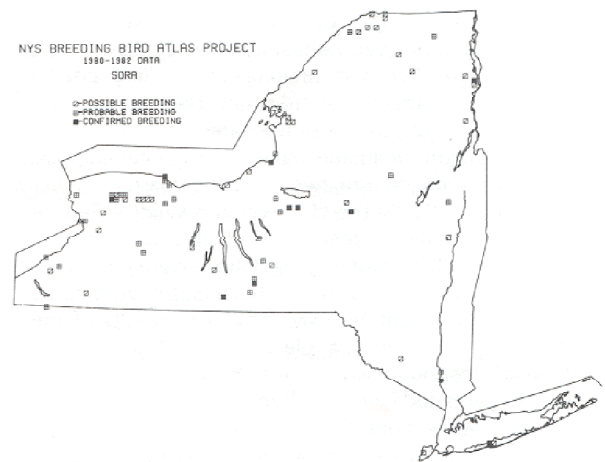 NYS BREEDING BIRD ATLAS PROJECT
1980-1982 DATA
SORA
POSSIBLE BREEDING
PROBABLE BREEDING
CONFIRMED BREEDING